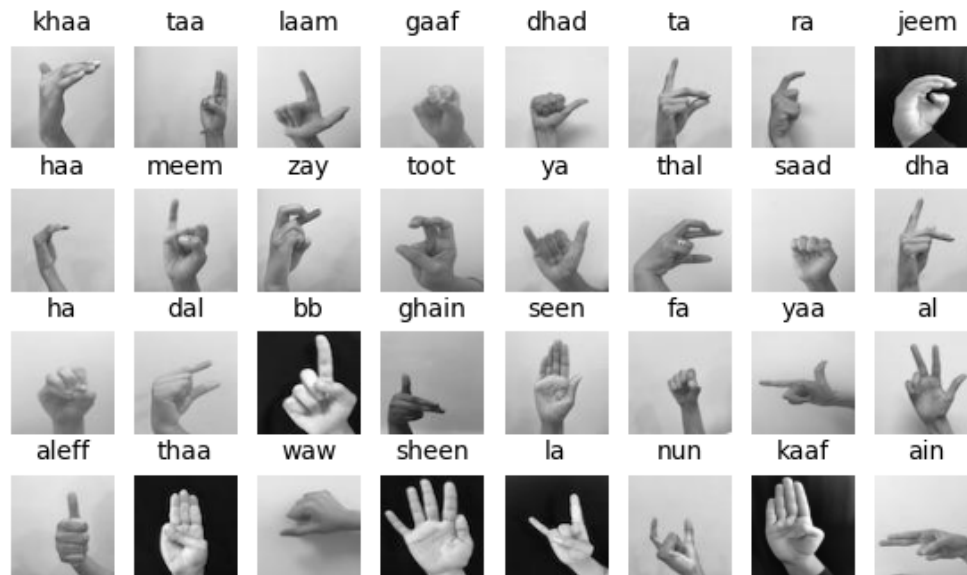 khaa taa laam gaaf dhad ta ra jeem
haa meem zay toot ya thal saad dha
ha dal bb ghain seen fa yaa al
aleff thaa waw sheen la nun kaaf ain